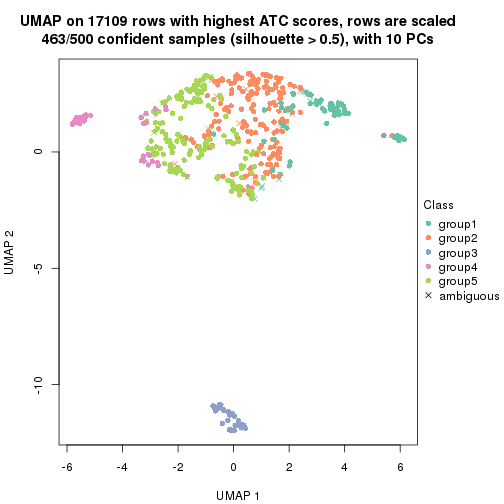 UMAP on 17109 rows with highest ATC scores, rows are scaled
463/500 confident samples (silhouette > 0.5), with 10 PCs
0
-5
-10
UMAP 2
-6
-4
-2
0
2
4
6
UMAP 1
Class
group1
group2
group3
group4
group5
ambiguous